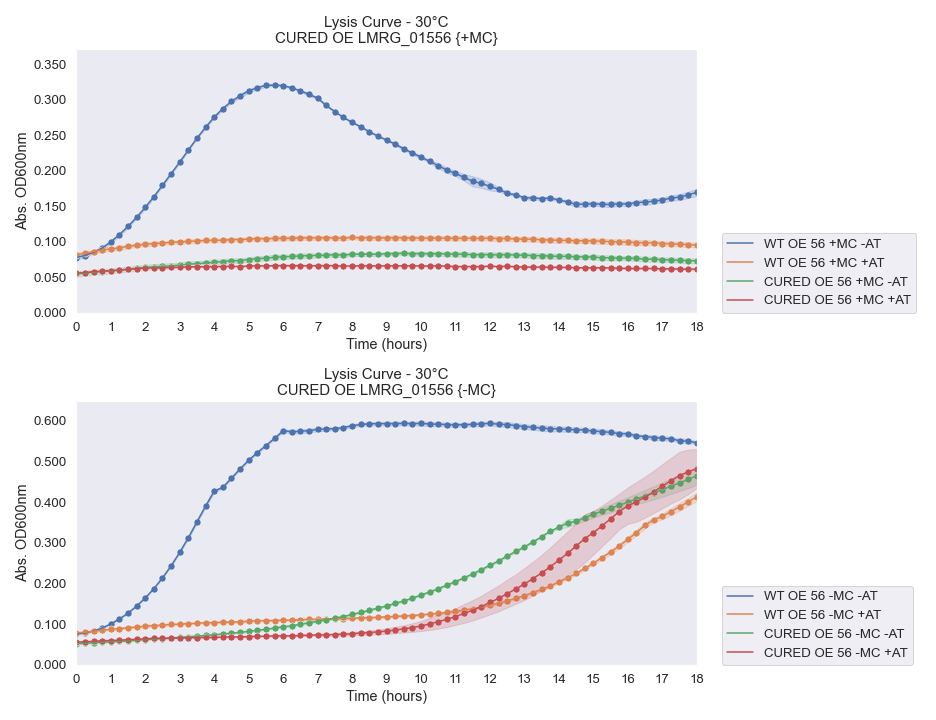 Lysis Curve - 30°C
CURED OE LMRG_01556 {+MC}
0.350
0.300
0.250
0.200
0.150
0.100
0.050
0.000
Abs. OD600nm
0 1 2 3 4 5 6 7 8 9 10 11 12 13 14 15 16 17 18
Time (hours)
WT OE 56 +MC -AT
WT OE 56 +MC +AT
CURED OE 56 +MC -AT
CURED OE 56 +MC +AT
Lysis Curve - 30°C
CURED OE LMRG_01556 {-MC}
0.600
0.500
0.400
0.300
0.200
0.100
0.000
Abs. OD600nm
0 1 2 3 4 5 6 7 8 9 10 11 12 13 14 15 16 17 18
Time (hours)
WT OE 56 -MC -AT
WT OE 56 -MC +AT
CURED OE 56 -MC -AT
CURED OE 56 -MC +AT